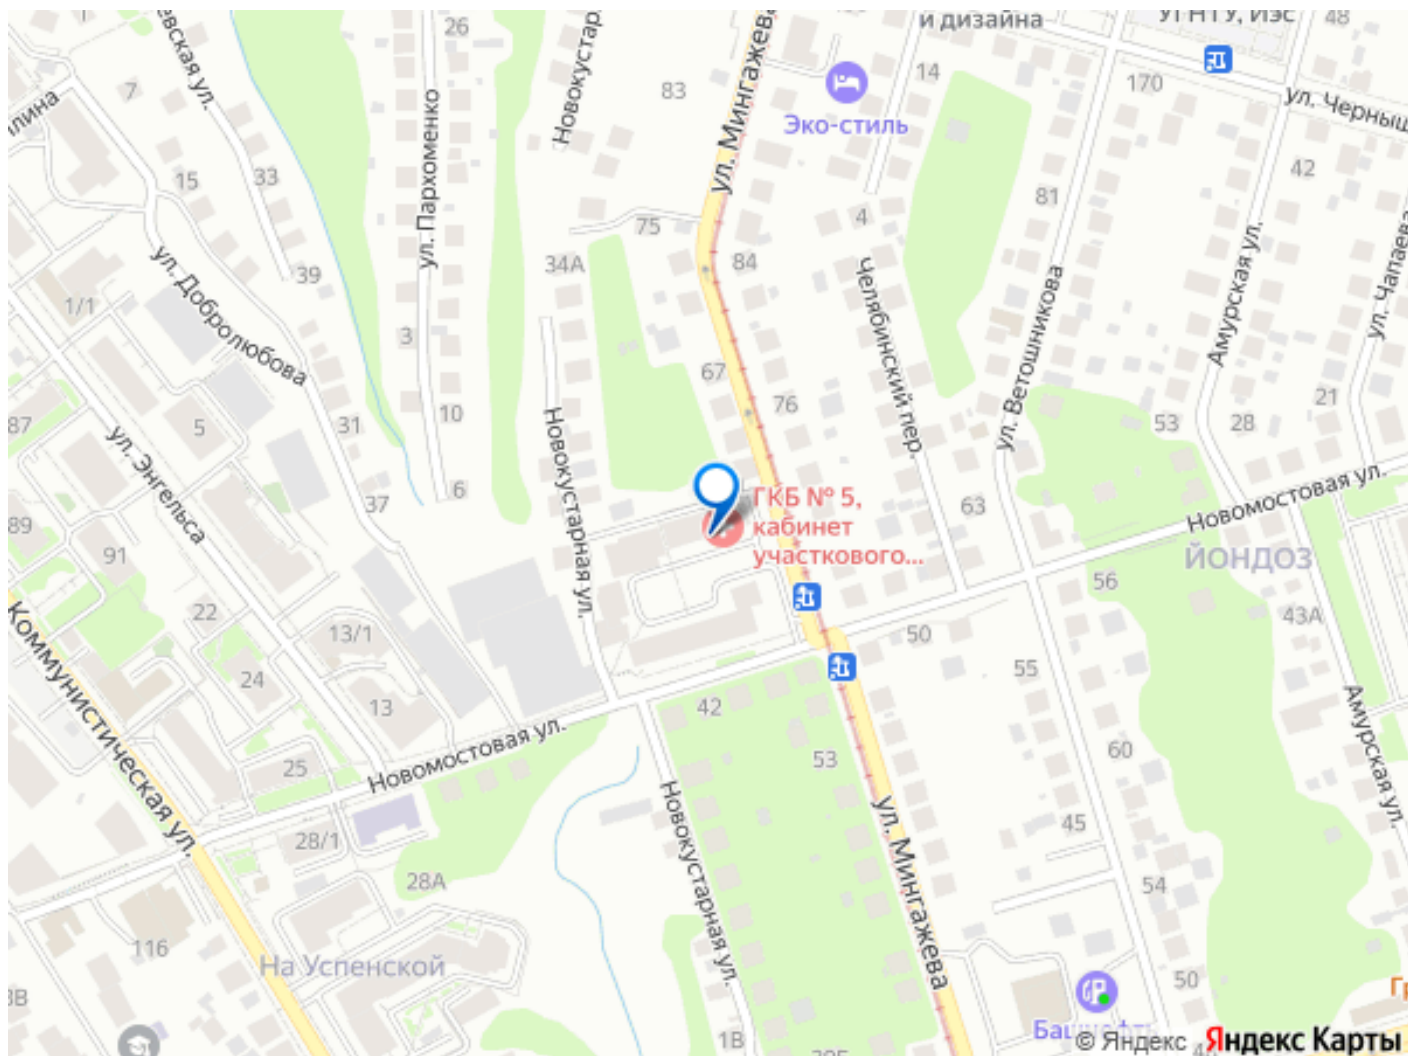 26
и дизайна
УГНТУ, ИЭС
48
евская ул.
Новокустар
ул. Мингажева
7
83
14
170
ул. Черныш
Эко-стиль
ул. Пархоменко
15
33
42
81
4
75
ул. Чапаева
39
34А
84
Амурская ул.
ул. Добролюбова
1/1
Челябинский пер.
ул. Ветошникова
3
67
76
21
87
5
31
10
53
28
ул. Энгельса
Новокустарная ул.
6
37
ГКБ № 5,
кабинет
участкового...
63
Новомостовая ул.
89
91
ЙОНДОЗ
56
22
Коммунистическая ул.
13/1
50
43А
24
13
55
42
Амурская ул.
53
60
25
Новомостовая ул.
28/1
Новокустарная ул.
ул. Мингажева
45
28А
54
116
На Успенской
50
1В
Башнефть
© Яндекс
Яндекс Карты